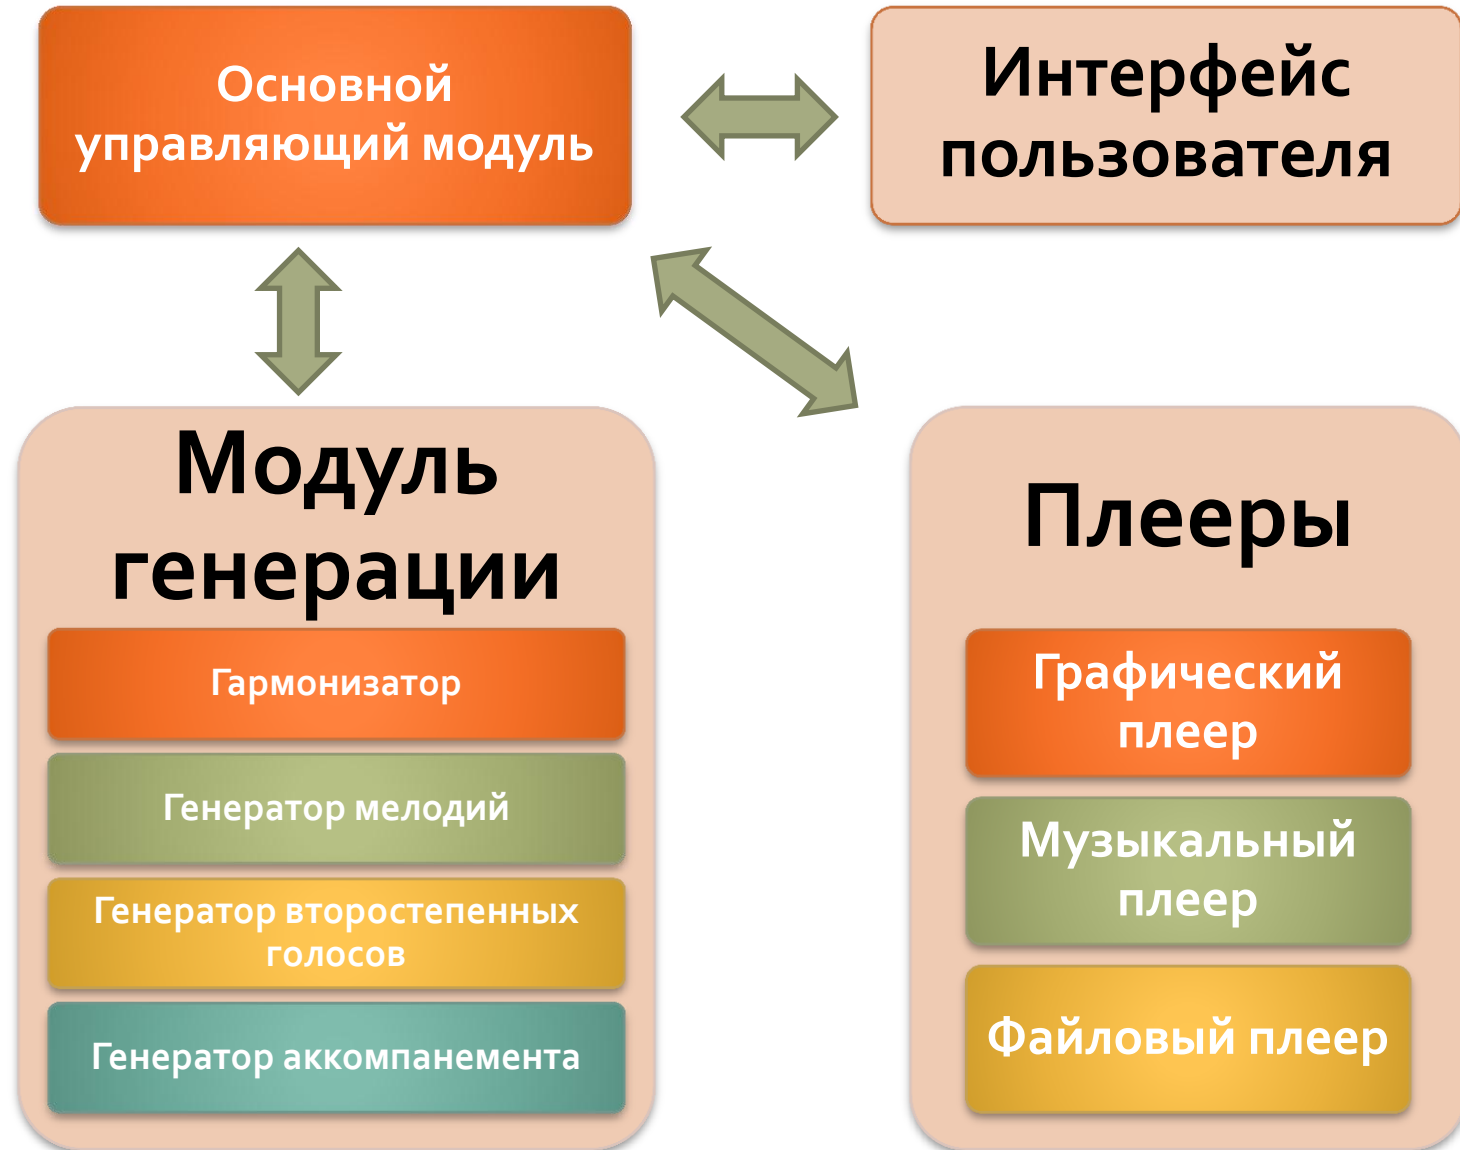 Основной
управляющий модуль
Интерфейс
пользователя
Модуль
генерации
Гармонизатор
Генератор мелодий
Генератор второстепенных
голосов
Генератор аккомпанемента
Плееры
Графический
плеер
Музыкальный
плеер
Файловый плеер